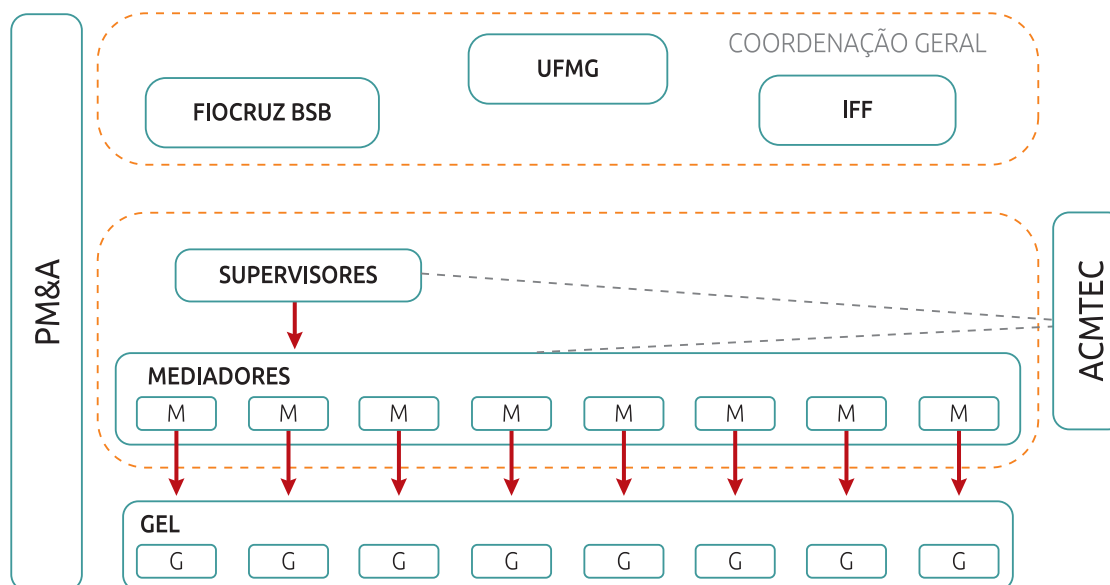 PM&A
COORDENAÇÃO GERAL
UFMG
FIOCRUZ BSB
IFF
SUPERVISORES
ACMTEC
MEDIADORES
M M M M M M M M
GEL
G G G G G G G G